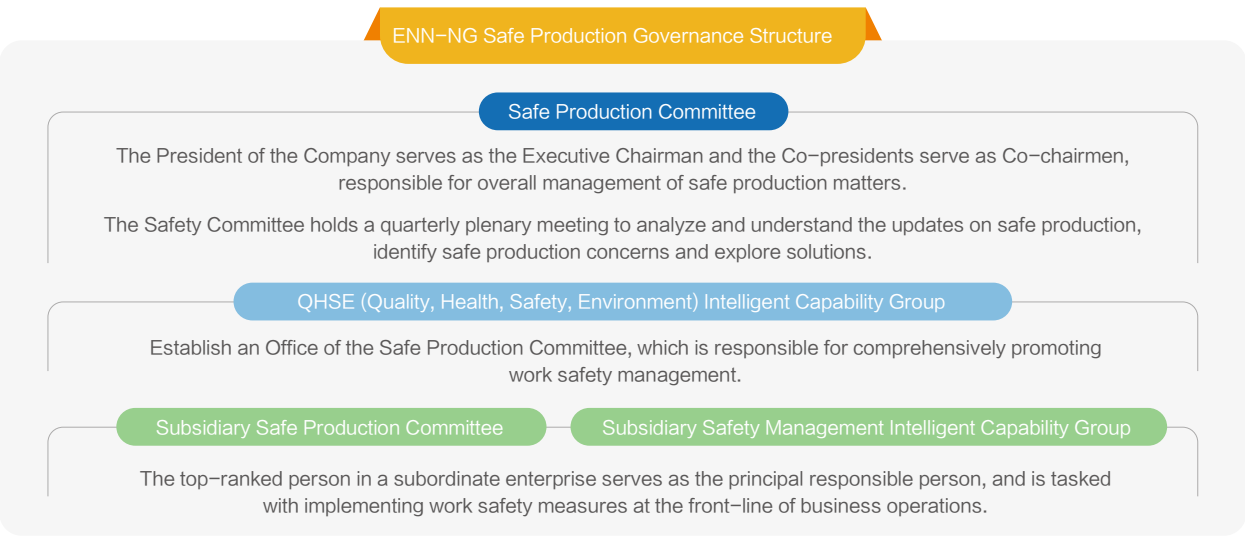 ENN-NG Safe Production Governance Structure
Safe Production Committee
The President of the Company serves as the Executive Chairman and the Co-presidents serve as Co-chairmen,
responsible for overall management of safe production matters.
The Safety Committee holds a quarterly plenary meeting to analyze and understand the updates on safe production,
identify safe production concerns and explore solutions.
QHSE (Quality, Health, Safety, Environment) Intelligent Capability Group
Establish an Office of the Safe Production Committee, which is responsible for comprehensively promoting
work safety management.
Subsidiary Safe Production Committee
Subsidiary Safety Management Intelligent Capability Group
The top-ranked person in a subordinate enterprise serves as the principal responsible person, and is tasked
with implementing work safety measures at the front-line of business operations.